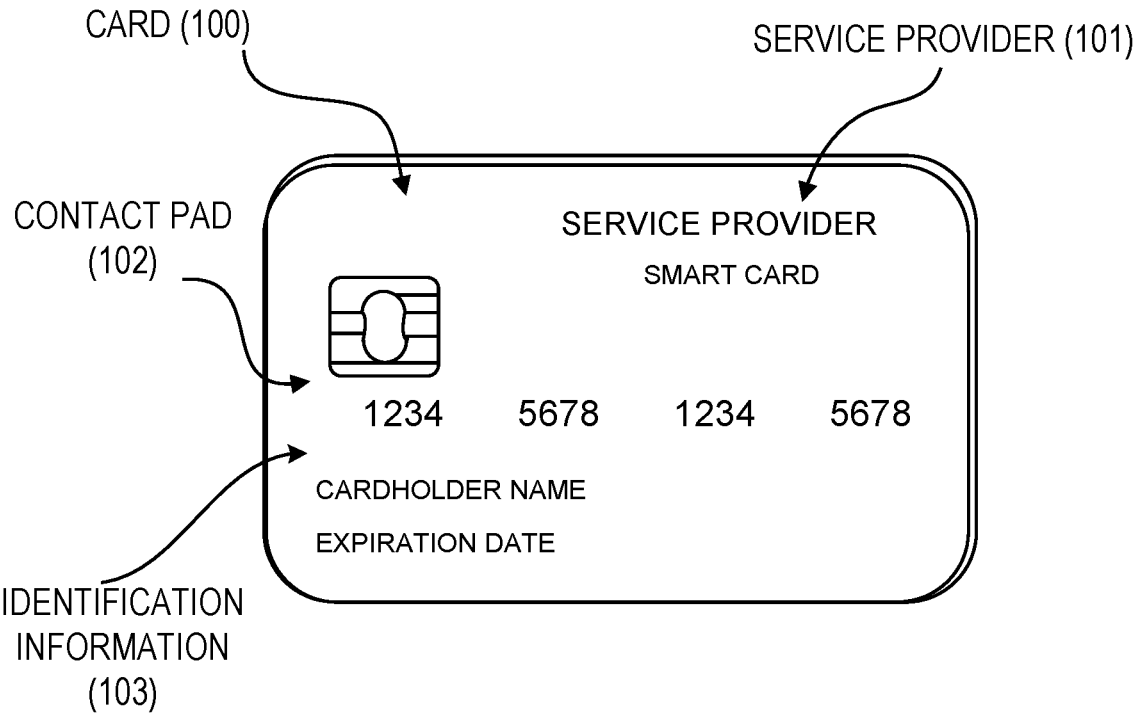 CARD (100)
SERVICE PROVIDER (101)
CONTACT PAD
(102)
SERVICE PROVIDER
SMART CARD
1234 5678 1234 5678
CARDHOLDER NAME
EXPIRATION DATE
IDENTIFICATION
INFORMATION
(103)